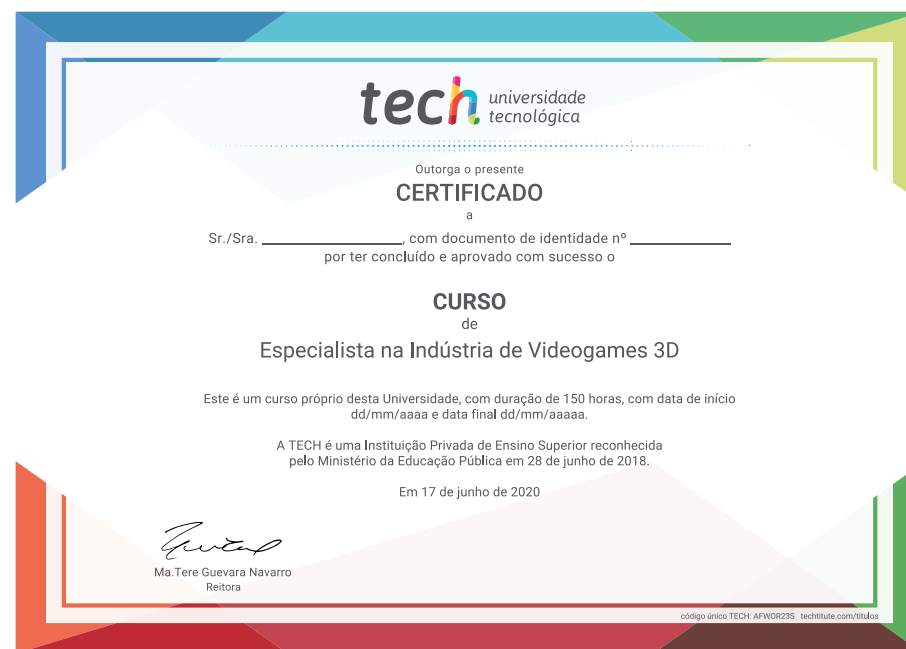 tech universidade
tecnológica
Outorga o presente
CERTIFICADO
a
Sr./Sra. ____________, com documento de identidade nº ____________
por ter concluído e aprovado com sucesso o
CURSO
de
Especialista na Indústria de Videogames 3D
Este é um curso próprio desta Universidade, com duração de 150 horas, com data de início
dd/mm/aaaa e data final dd/mm/aaaaa.
A TECH é uma Instituição Privada de Ensino Superior reconhecida
pelo Ministério da Educação Pública em 28 de junho de 2018.
Em 17 de junho de 2020
Ma.Tere Guevara Navarro
Reitora
código único TECH: AFWOR23S techtitute.com/titulos